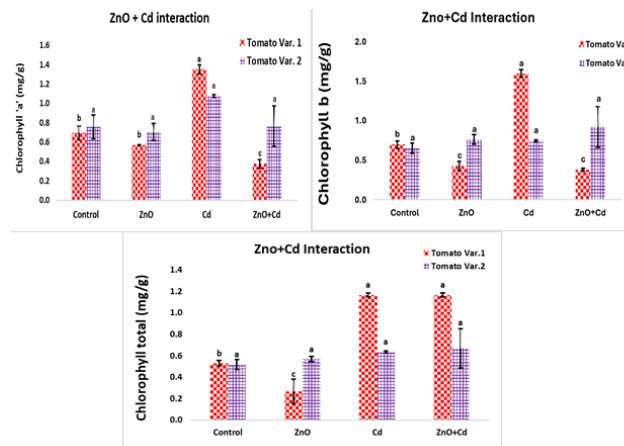 ZnO + Cd interaction
Chlorophyll 'a' (mg/g)
1.6
1.4
1.2
1.0
0.8
0.6
0.4
0.2
0.0
Tomato Var. 1
Tomato Var. 2
b
a
b
a
a
a
c
a
Control ZnO Cd ZnO+Cd
Zno+Cd Interaction
Chlorophyll b (mg/g)
2.0
1.5
1.0
0.5
0.0
Tomato Va
Tomato Va
b
a
c
a
a
a
c
a
Control ZnO Cd ZnO+Cd
Zno+Cd Interaction
Chlorophyll total (mg/g)
1.4
1.2
1.0
0.8
0.6
0.4
0.2
0.0
Tomato Var.1
Tomato Var.2
b
a
c
a
a
a
a
a
Control ZnO Cd ZnO+Cd